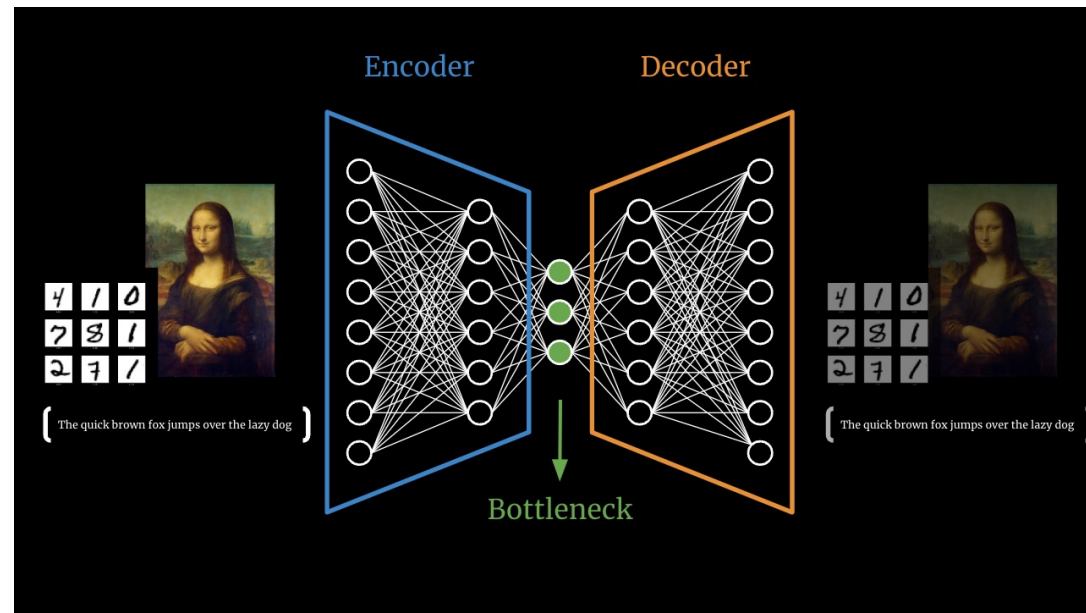 Encoder
Decoder
4 1 0
7 8 1
2 7 1
The quick brown fox jumps over the lazy dog
Bottleneck
4 1 0
7 8 1
2 7 1
The quick brown fox jumps over the lazy dog